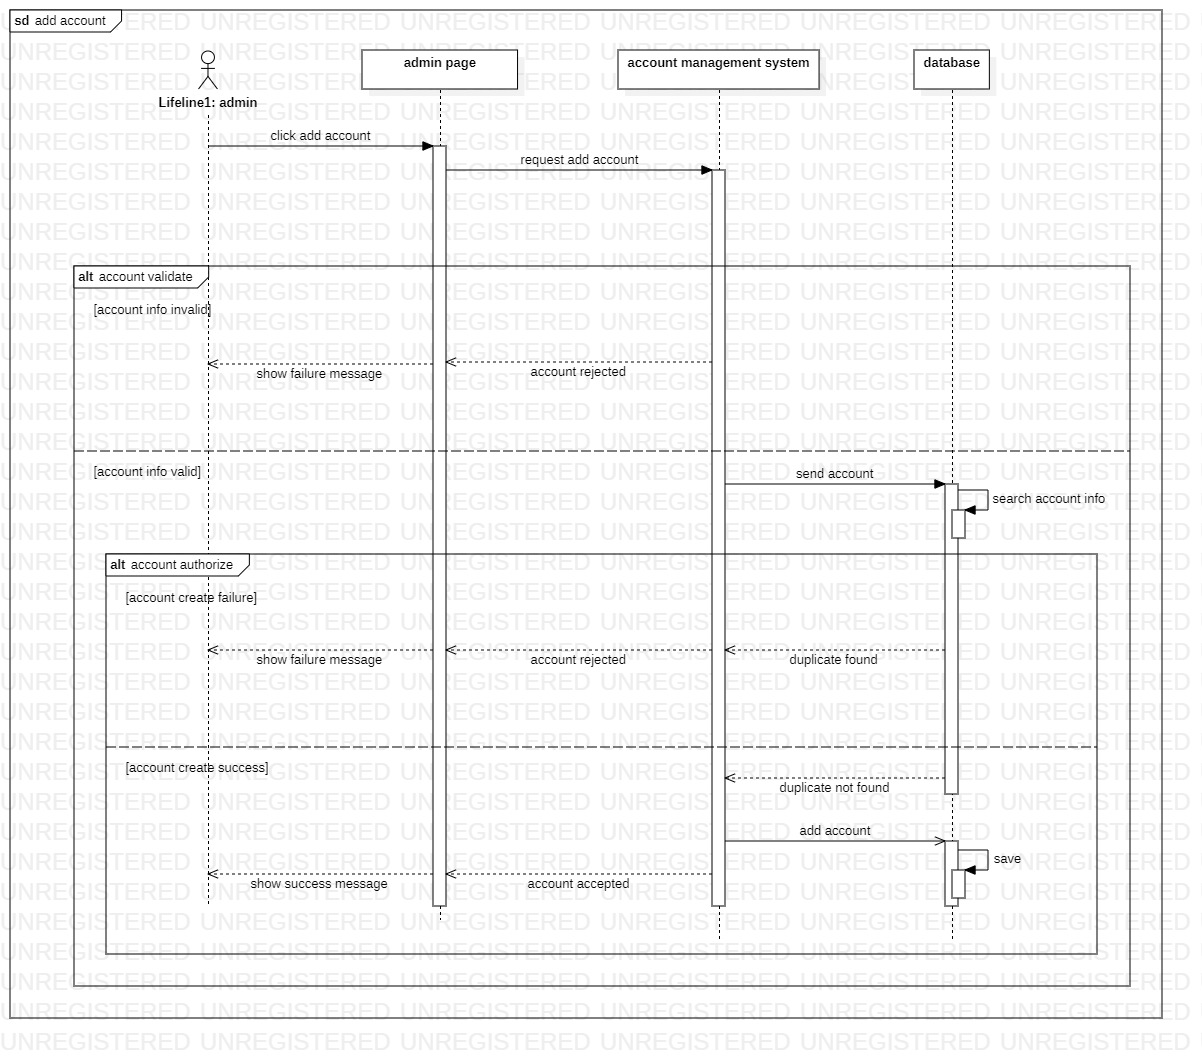 sd add account
admin page
account management system
database
Lifeline1: admin
click add account
request add account
alt account validate
[account info invalid]
show failure message
account rejected
[account info valid]
send account
search account info
alt account authorize
[account create failure]
show failure message
account rejected
duplicate found
[account create success]
duplicate not found
add account
save
show success message
account accepted
UNREGISTERED